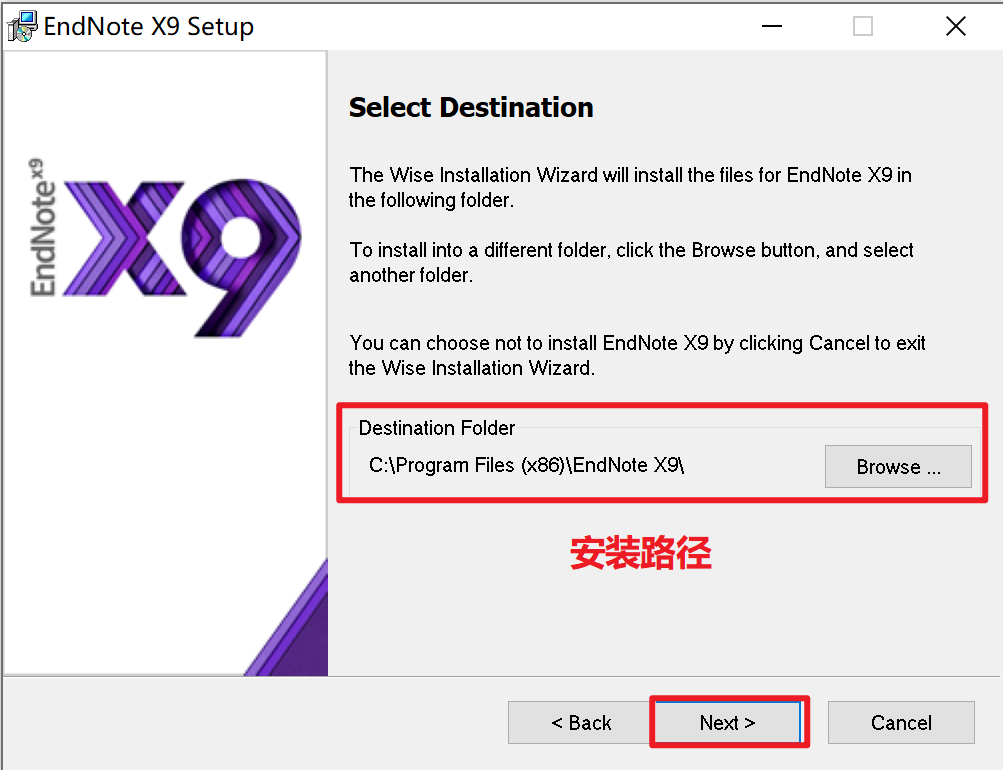 EndNote X9 Setup
EndNote x9
X9
Select Destination
The Wise Installation Wizard will install the files for EndNote X9 in
the following folder.
To install into a different folder, click the Browse button, and select
another folder.
You can choose not to install EndNote X9 by clicking Cancel to exit
the Wise Installation Wizard.
Destination Folder
C:\Program Files (x86)\EndNote X9\
Browse ...
安装路径
< Back
Next >
Cancel